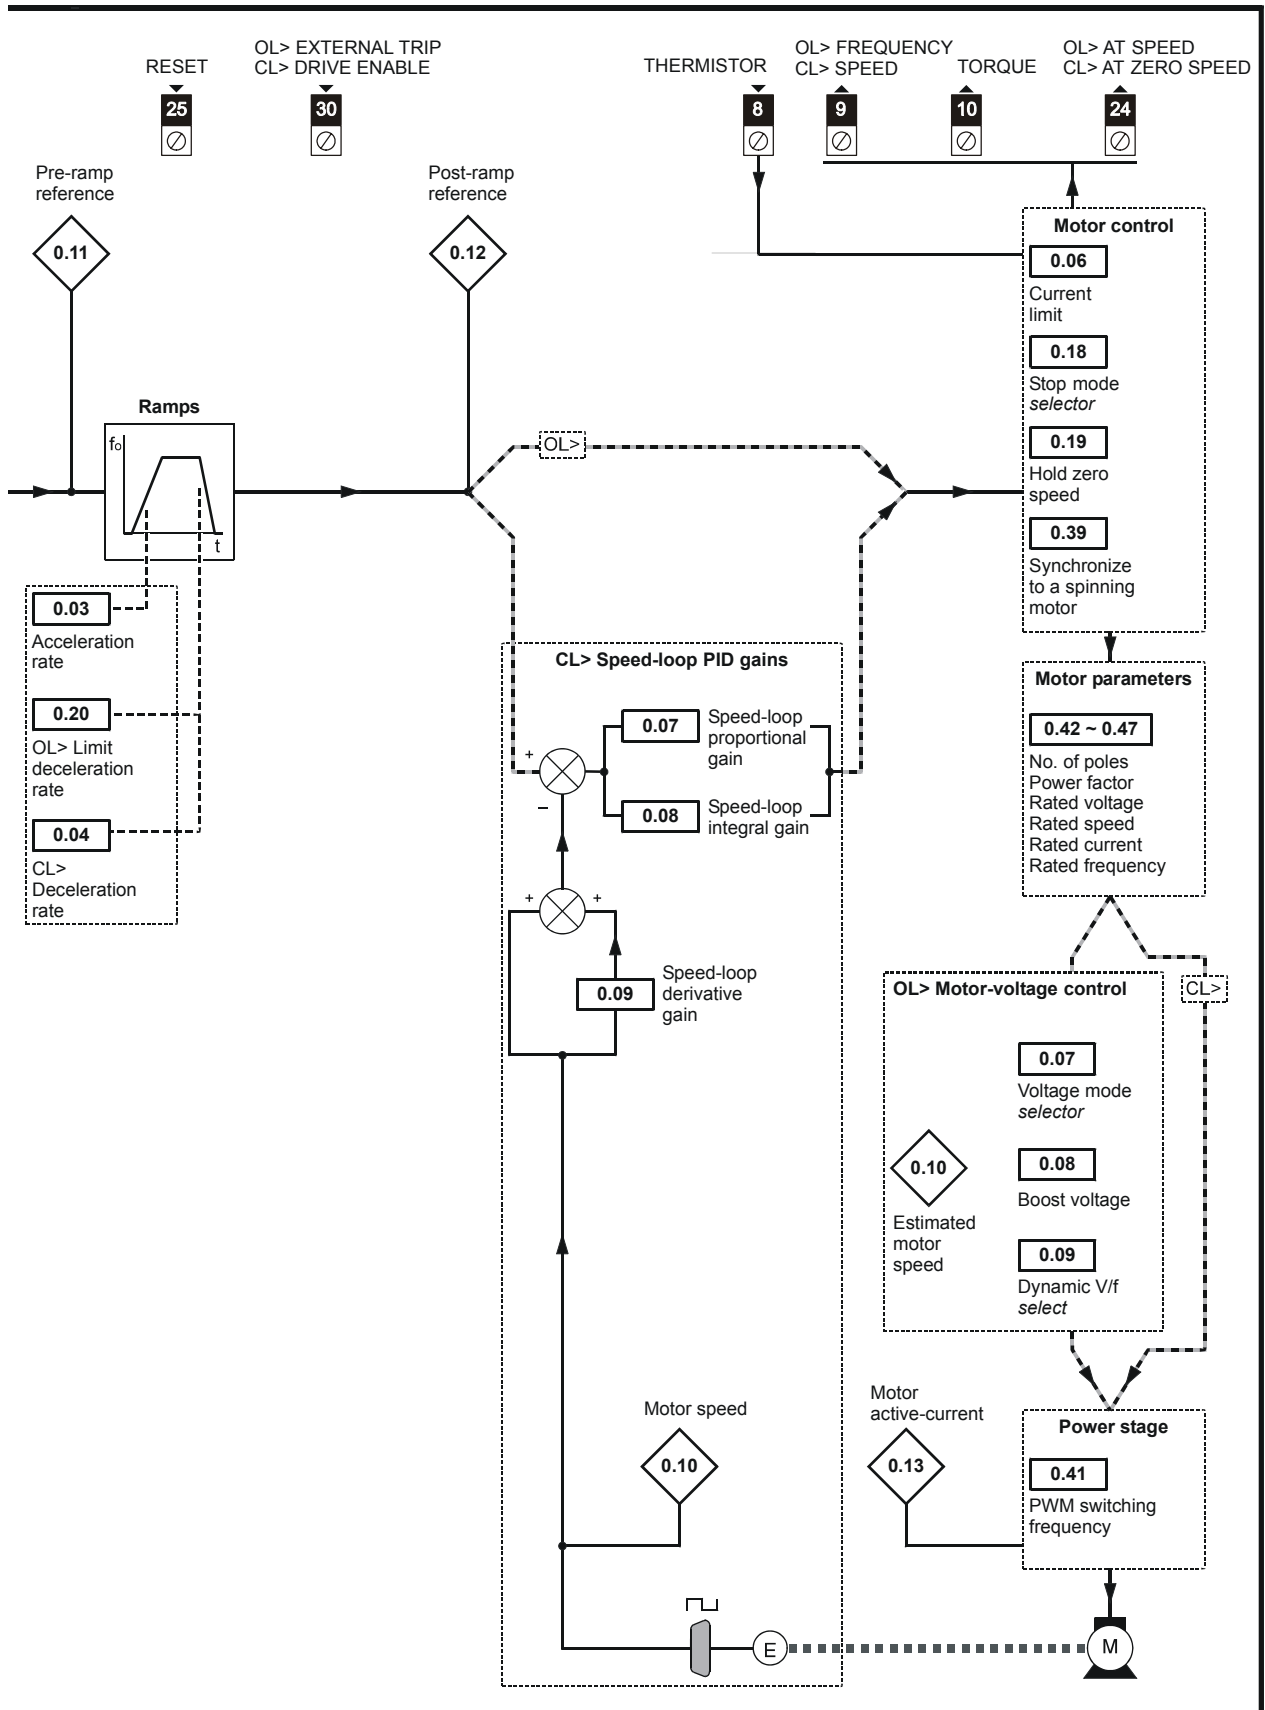 RESET
OL> EXTERNAL TRIP
CL> DRIVE ENABLE
THERMISTOR
OL> FREQUENCY
CL> SPEED
TORQUE
OL> AT SPEED
CL> AT ZERO SPEED
25
30
8
9
10
24
Pre-ramp
reference
0.11
Post-ramp
reference
0.12
Motor control
0.06
Current
limit
0.18
Stop mode
selector
0.19
Hold zero
speed
0.39
Synchronize
to a spinning
motor
Ramps
fo
t
OL>
0.03
Acceleration
rate
0.20
OL> Limit
deceleration
rate
0.04
CL>
Deceleration
rate
CL> Speed-loop PID gains
+
−
0.07
Speed-loop
proportional
gain
0.08
Speed-loop
integral gain
+
+
0.09
Speed-loop
derivative
gain
Motor parameters
0.42 ~ 0.47
No. of poles
Power factor
Rated voltage
Rated speed
Rated current
Rated frequency
OL> Motor-voltage control
CL>
0.07
Voltage mode
selector
0.10
Estimated
motor
speed
0.08
Boost voltage
0.09
Dynamic V/f
select
Motor speed
0.10
Motor
active-current
0.13
Power stage
0.41
PWM switching
frequency
E
M